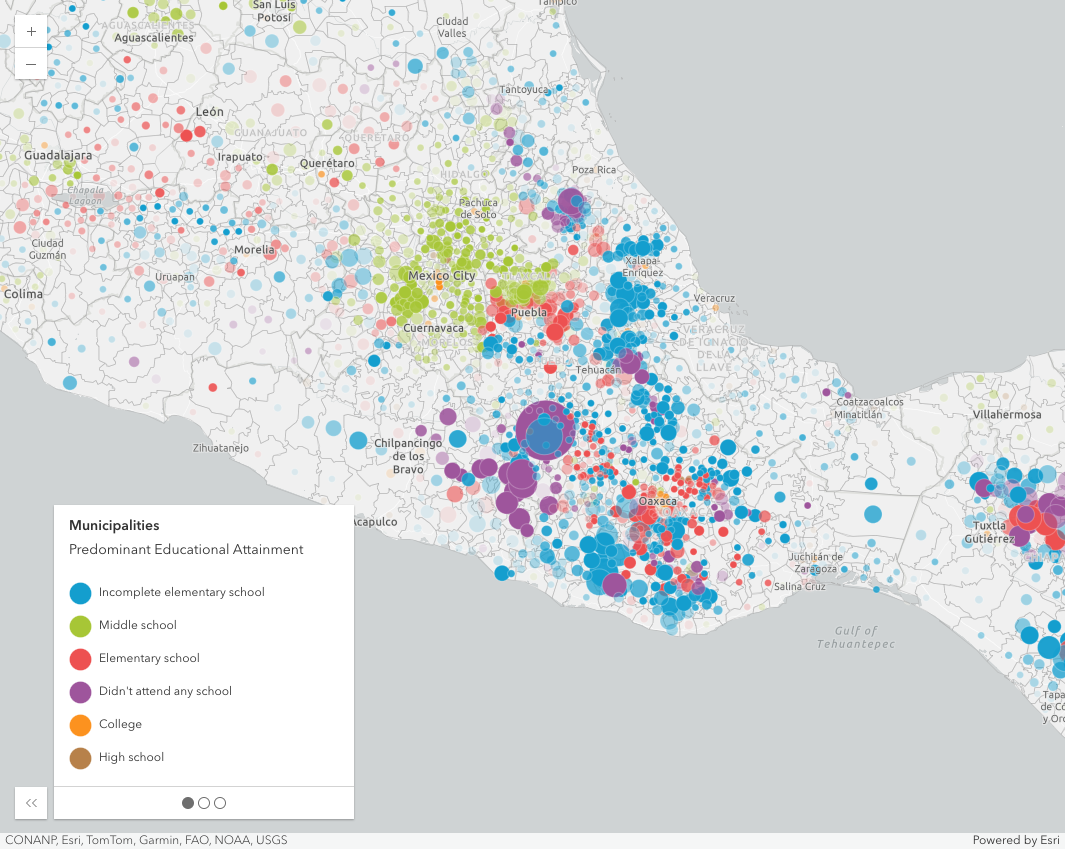 San Luis
Potosí
Tampico
AGUASCALIENTES
Aguascalientes
Ciudad
Valles
+
−
Tantoyuca
León
GUANAJUATO
QUERÉTARO
Guadalajara
Irapuato
Querétaro
Poza Rica
HIDALGO
Chapala
Lagoon
Pachuca
de Soto
Ciudad
Guzmán
Morelia
Xalapa-
Enríquez
Uruapan
Mexico City
Colima
Veracruz
Puebla
Cuernavaca
MORELOS
VERACRUZ
DE IGNACIO
DE LA
LLAVE
Tehuacán
Coatzacoalcos
Minatitlán
Villahermosa
Zihuatanejo
Chilpancingo
de los
Bravo
Oaxaca
Acapulco
Tuxtla
Gutiérrez
Juchitán de
Zaragoza
Salina Cruz
Gulf of
Tehuantepec
Municipalities
Predominant Educational Attainment
Incomplete elementary school
Middle school
Elementary school
Didn't attend any school
College
High school
Tapa
de Có
y Oro
CONANP, Esri, TomTom, Garmin, FAO, NOAA, USGS
Powered by Esri